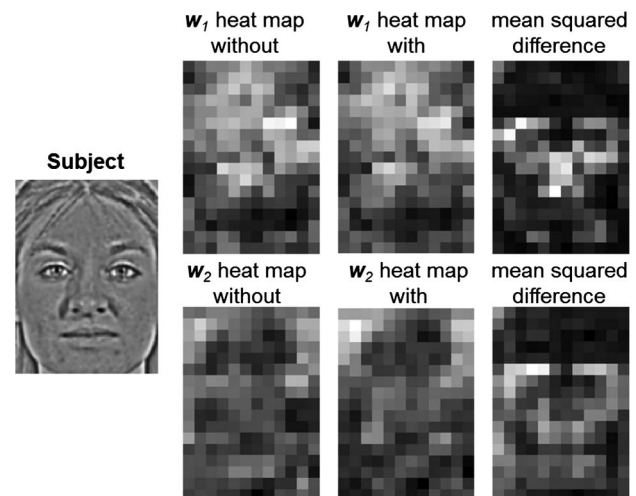 w1 heat map
without
w1 heat map
with
mean squared
difference
Subject
w2 heat map
without
w2 heat map
with
mean squared
difference